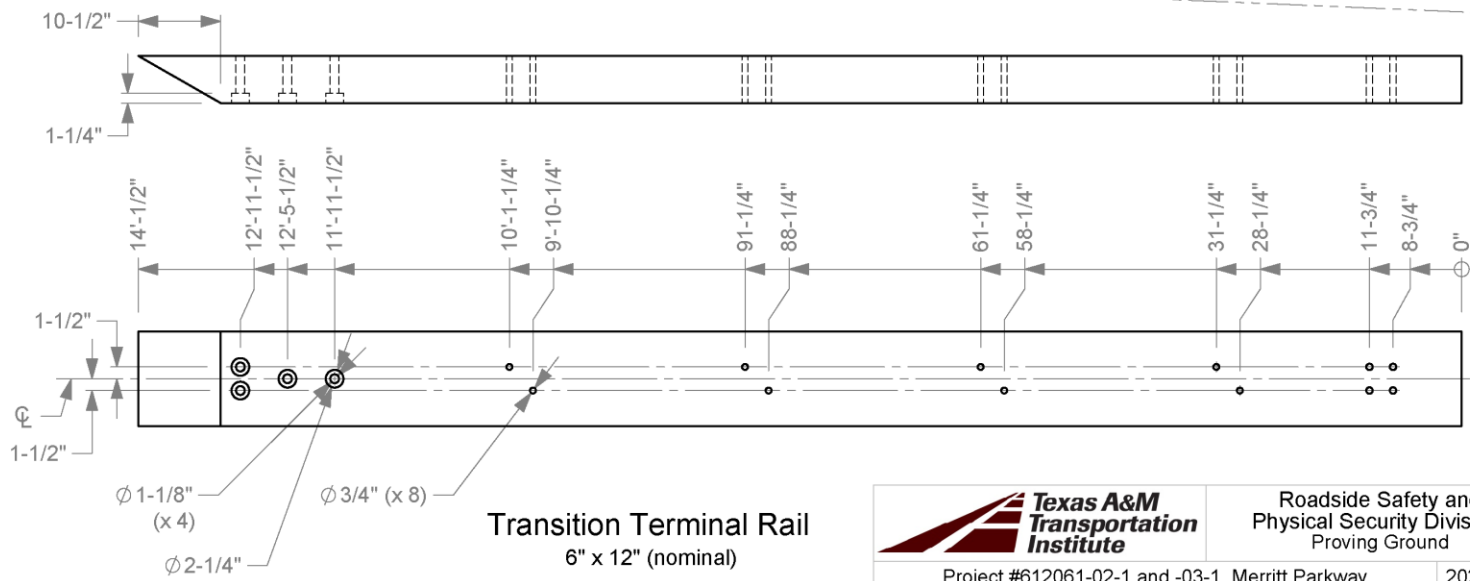 10-1/2"
1-1/4"
14'-1/2"
12'-11-1/2"
12'-5-1/2"
11'-11-1/2"
10'-1-1/4"
9'-10-1/4"
91-1/4"
88-1/4"
61-1/4"
58-1/4"
31-1/4"
28-1/4"
11-3/4"
8-3/4"
0"
1-1/2"
℄
1-1/2"
∅ 1-1/8"
(x 4)
∅ 3/4" (x 8)
∅ 2-1/4"
Transition Terminal Rail
6" x 12" (nominal)
Texas A&M
Transportation
Institute
Roadside Safety an
Physical Security Divis
Proving Ground
Project #612061-02-1 and -03-1 Merritt Parkway